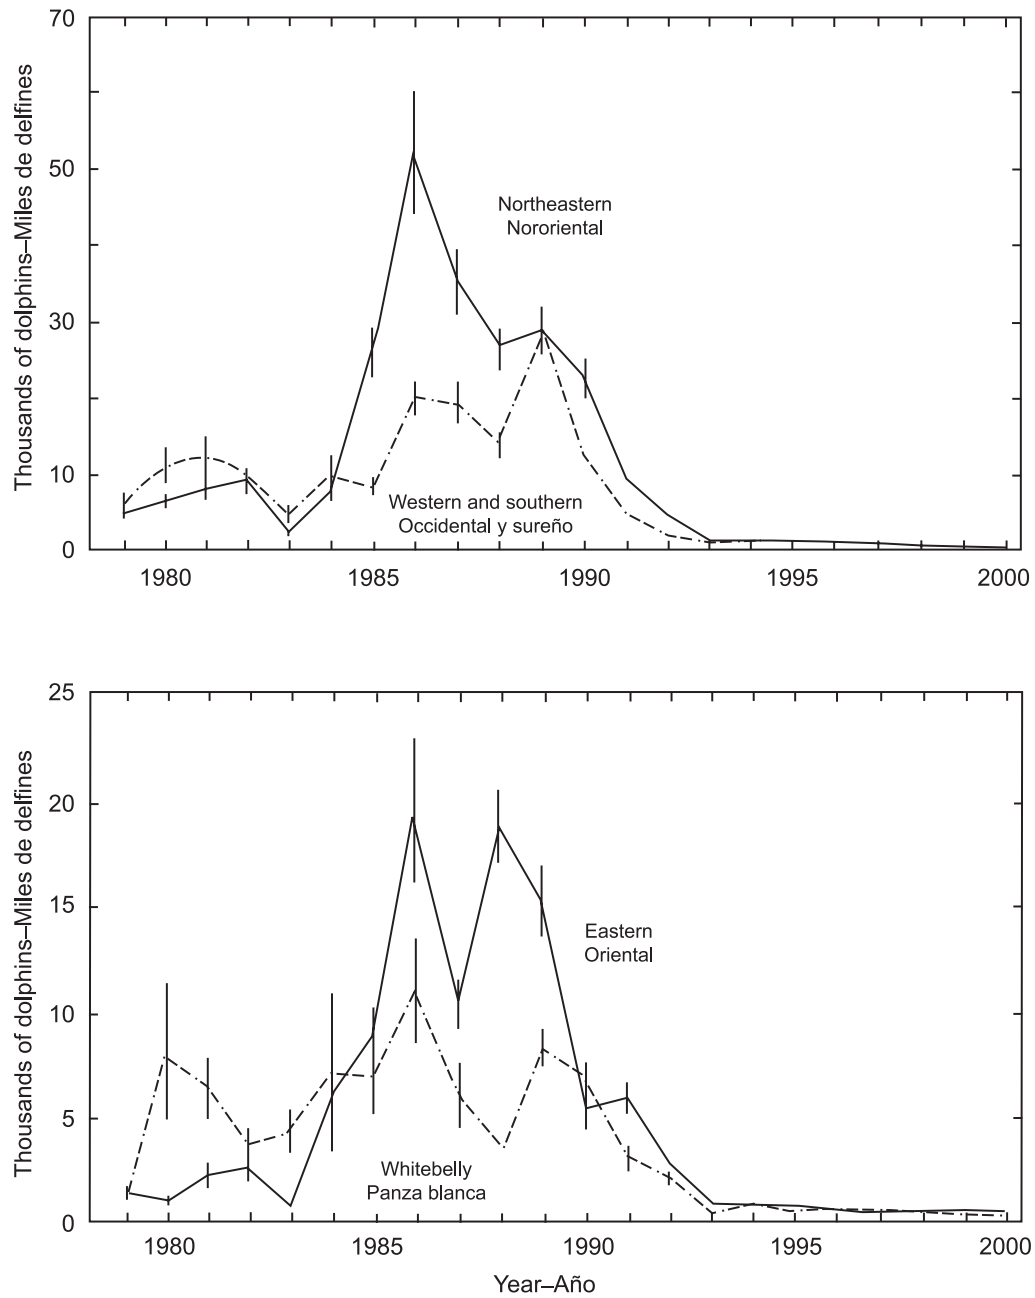 Thousands of dolphins–Miles de delfines
70
50
30
10
0
Northeastern
Nororiental
Western and southern
Occidental y sureño
1980 1985 1990 1995 2000
Thousands of dolphins–Miles de delfines
25
20
15
10
5
0
Eastern
Oriental
Whitebelly
Panza blanca
1980 1985 1990 1995 2000
Year–Año